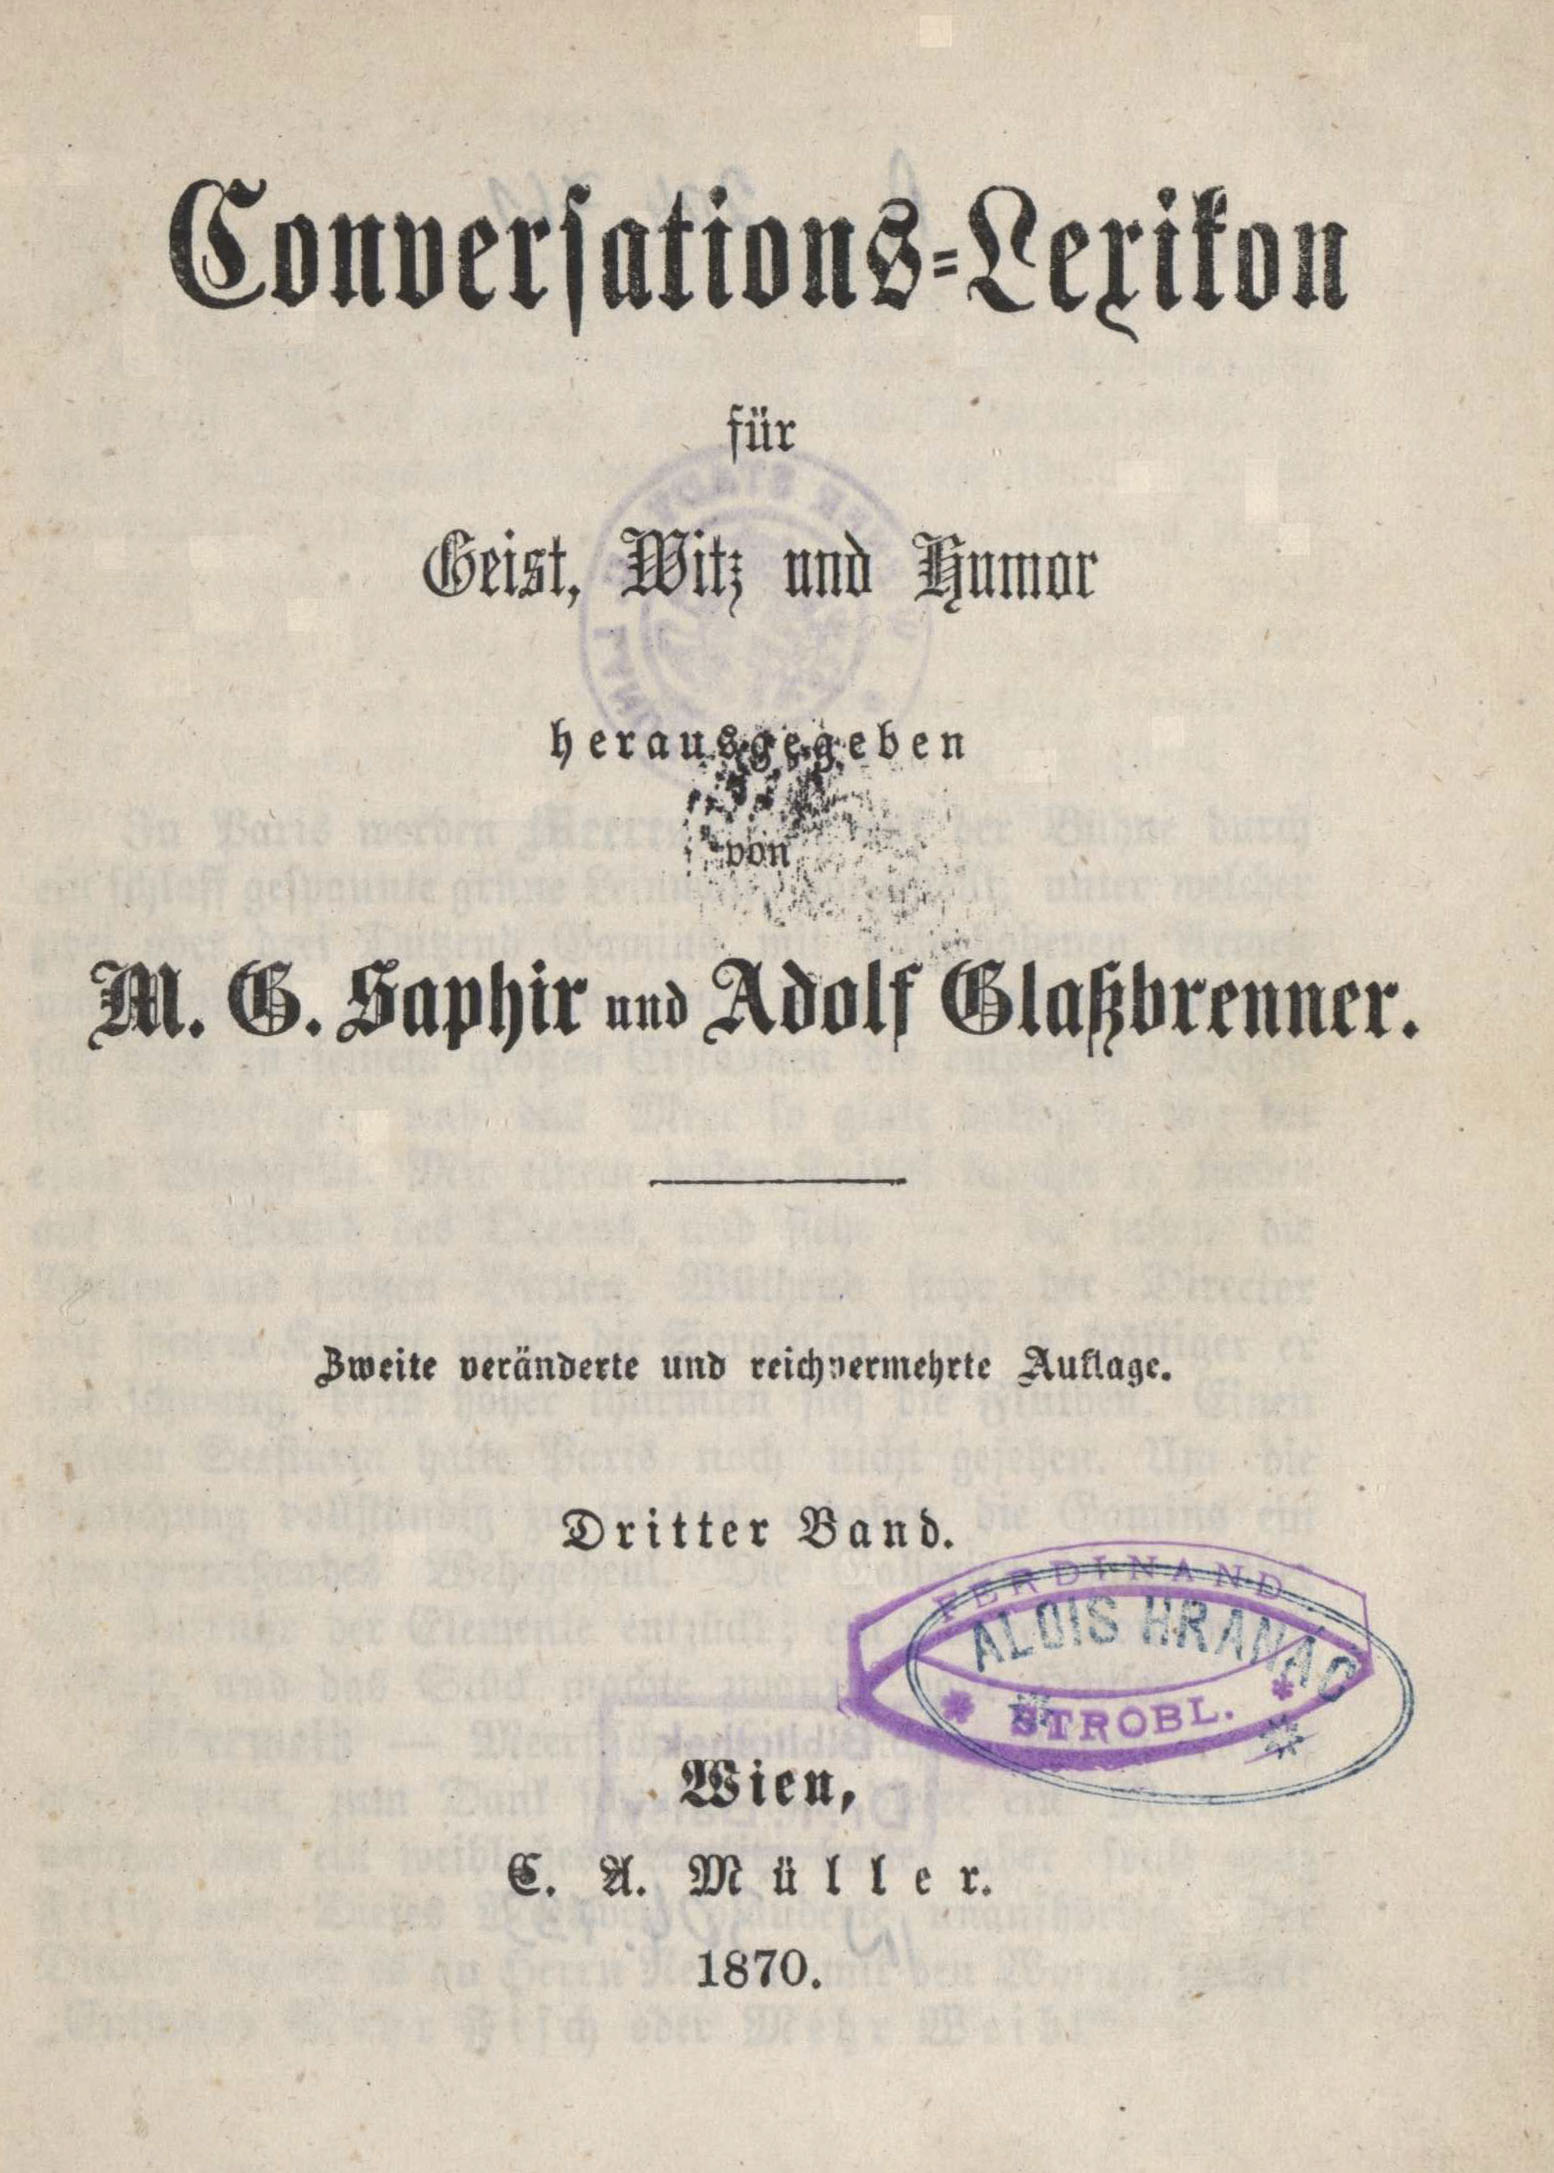 Conversations-Lexikon
für
Geist, Witz und Humor
herausgegeben
von
M. G. Saphir und Adolf Glaßbrenner.
Zweite veränderte und reichvermehrte Auflage.
Dritter Band.
FERDINAND
ALOIS HRANÁČ
STROBL.
Wien,
C. A. Müller.
1870.